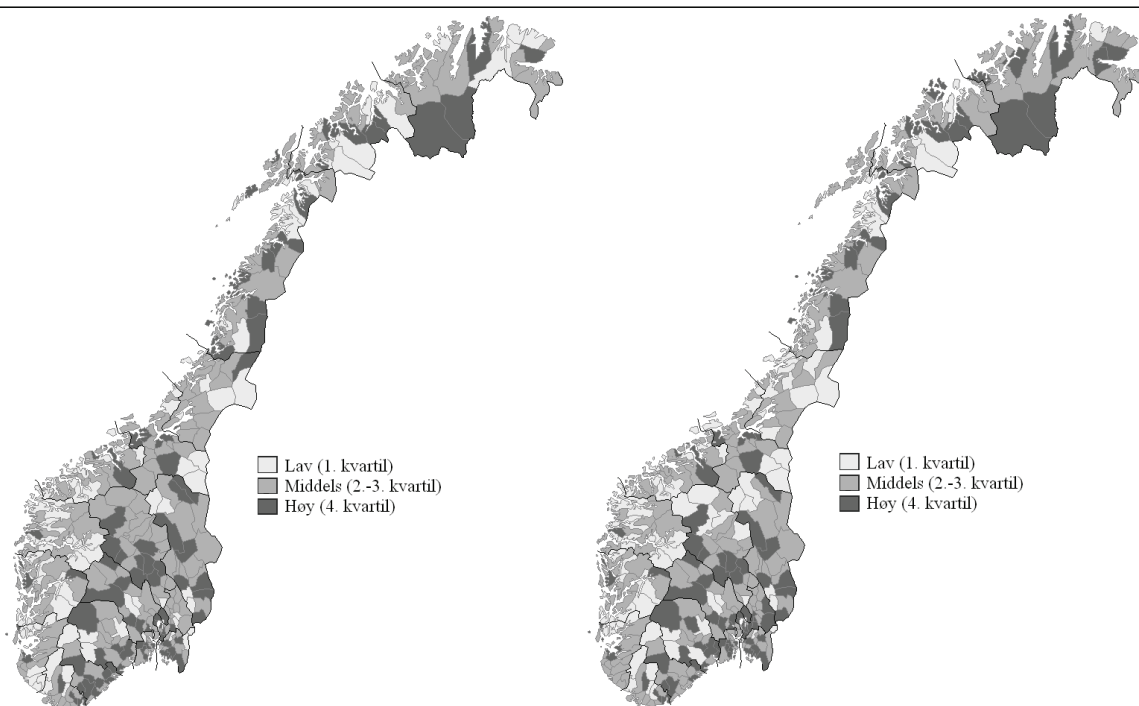 Lav (1. kvartil)
Middels (2.-3. kvartil)
Høy (4. kvartil)
Lav (1. kvartil)
Middels (2.-3. kvartil)
Høy (4. kvartil)